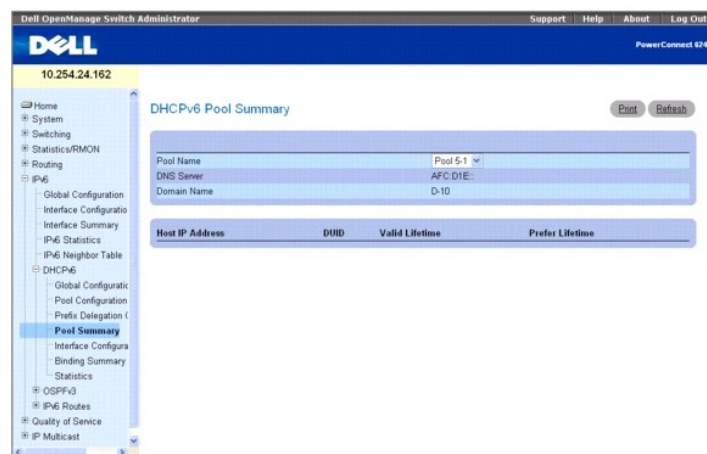 Dell OpenManage Switch Administrator
Support Help About Log Out
DELL
PowerConnect 624
10.254.24.162
Home
System
Switching
Statistics/RMON
Routing
IPv6
Global Configuration
Interface Configuratio
Interface Summary
IPv6 Statistics
IPv6 Neighbor Table
DHCPv6
Global Configuratic
Pool Configuration
Prefix Delegation (
Pool Summary
Interface Configura
Binding Summary
Statistics
OSPFv3
IPv6 Routes
Quality of Service
IP Multicast
DHCPv6 Pool Summary
Print Refresh
Pool Name Pool 5-1
DNS Server AFC:D1E::
Domain Name D-10
Host IP Address DUID Valid Lifetime Prefer Lifetime